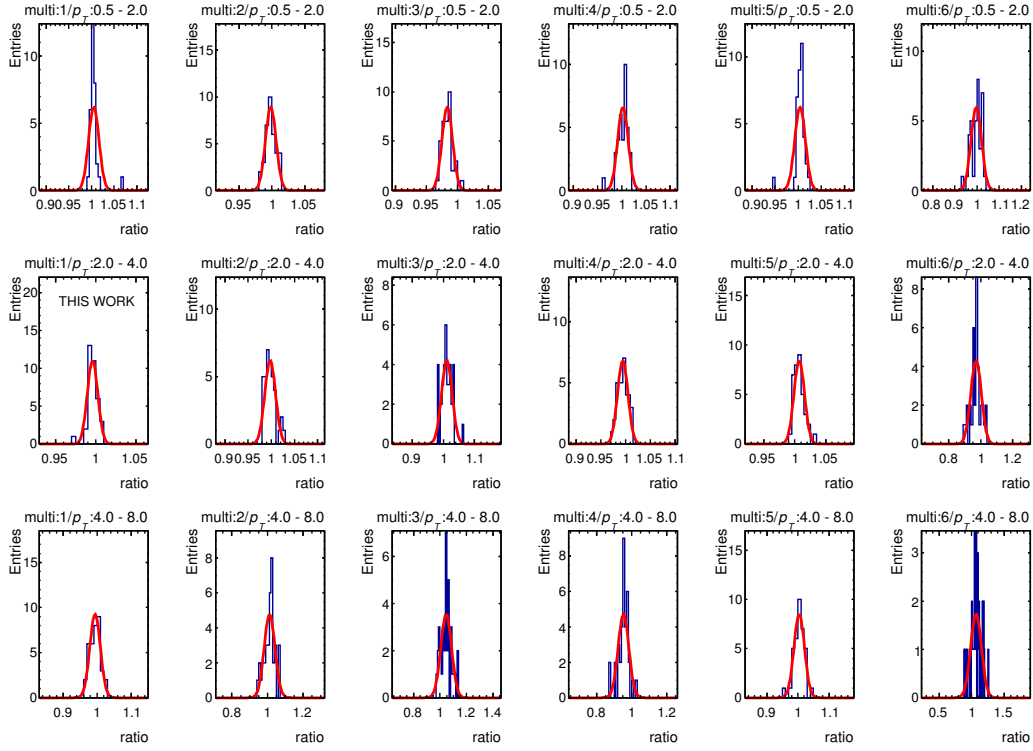 multi:1/p_T:0.5 - 2.0
Entries
10
5
0
0.9 0.95 1 1.05 1.1
ratio
multi:2/p_T:0.5 - 2.0
Entries
15
10
5
0
0.95 1 1.05
ratio
multi:3/p_T:0.5 - 2.0
Entries
15
10
5
0
0.9 0.95 1 1.05
ratio
multi:4/p_T:0.5 - 2.0
Entries
10
5
0
0.9 0.95 1 1.05 1.1
ratio
multi:5/p_T:0.5 - 2.0
Entries
10
5
0
0.9 0.95 1 1.05 1.1
ratio
multi:6/p_T:0.5 - 2.0
Entries
10
5
0
0.8 0.9 1 1.1 1.2
ratio
multi:1/p_T:2.0 - 4.0
Entries
THIS WORK
20
15
10
5
0
0.95 1 1.05
ratio
multi:2/p_T:2.0 - 4.0
Entries
10
5
0
0.9 0.95 1 1.05 1.1
ratio
multi:3/p_T:2.0 - 4.0
Entries
8
6
4
2
0
0.9 1 1.1
ratio
multi:4/p_T:2.0 - 4.0
Entries
10
5
0
0.9 0.95 1 1.05 1.1
ratio
multi:5/p_T:2.0 - 4.0
Entries
15
10
5
0
0.95 1 1.05
ratio
multi:6/p_T:2.0 - 4.0
Entries
8
6
4
2
0
0.8 1 1.2
ratio
multi:1/p_T:4.0 - 8.0
Entries
15
10
5
0
0.9 1 1.1
ratio
multi:2/p_T:4.0 - 8.0
Entries
8
6
4
2
0
0.8 1 1.2
ratio
multi:3/p_T:4.0 - 8.0
Entries
6
4
2
0
0.8 1 1.2 1.4
ratio
multi:4/p_T:4.0 - 8.0
Entries
8
6
4
2
0
0.8 1 1.2
ratio
multi:5/p_T:4.0 - 8.0
Entries
15
10
5
0
0.9 1 1.1
ratio
multi:6/p_T:4.0 - 8.0
Entries
3
2
1
0
0.5 1 1.5
ratio